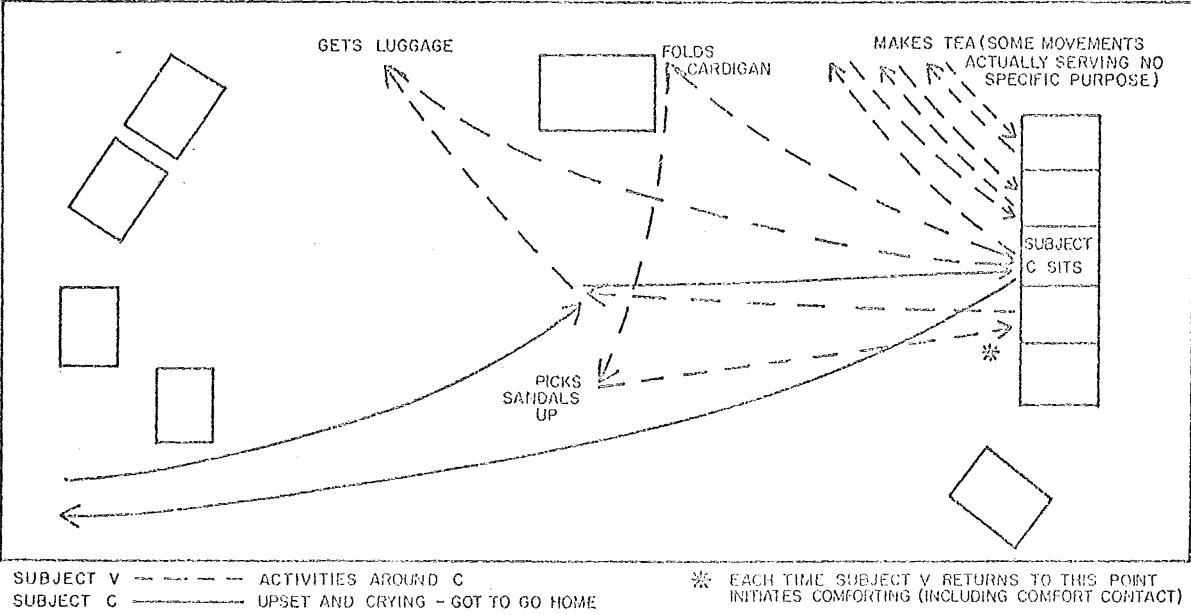 GETS LUGGAGE
FOLDS
CARDIGAN
MAKES TEA (SOME MOVEMENTS
ACTUALLY SERVING NO
SPECIFIC PURPOSE)
SUBJECT
C SITS
PICKS
SANDALS
UP
SUBJECT V — — — — ACTIVITIES AROUND C
SUBJECT C ———— UPSET AND CRYING - GOT TO GO HOME
※ EACH TIME SUBJECT V RETURNS TO THIS POINT
INITIATES COMFORTING (INCLUDING COMFORT CONTACT)